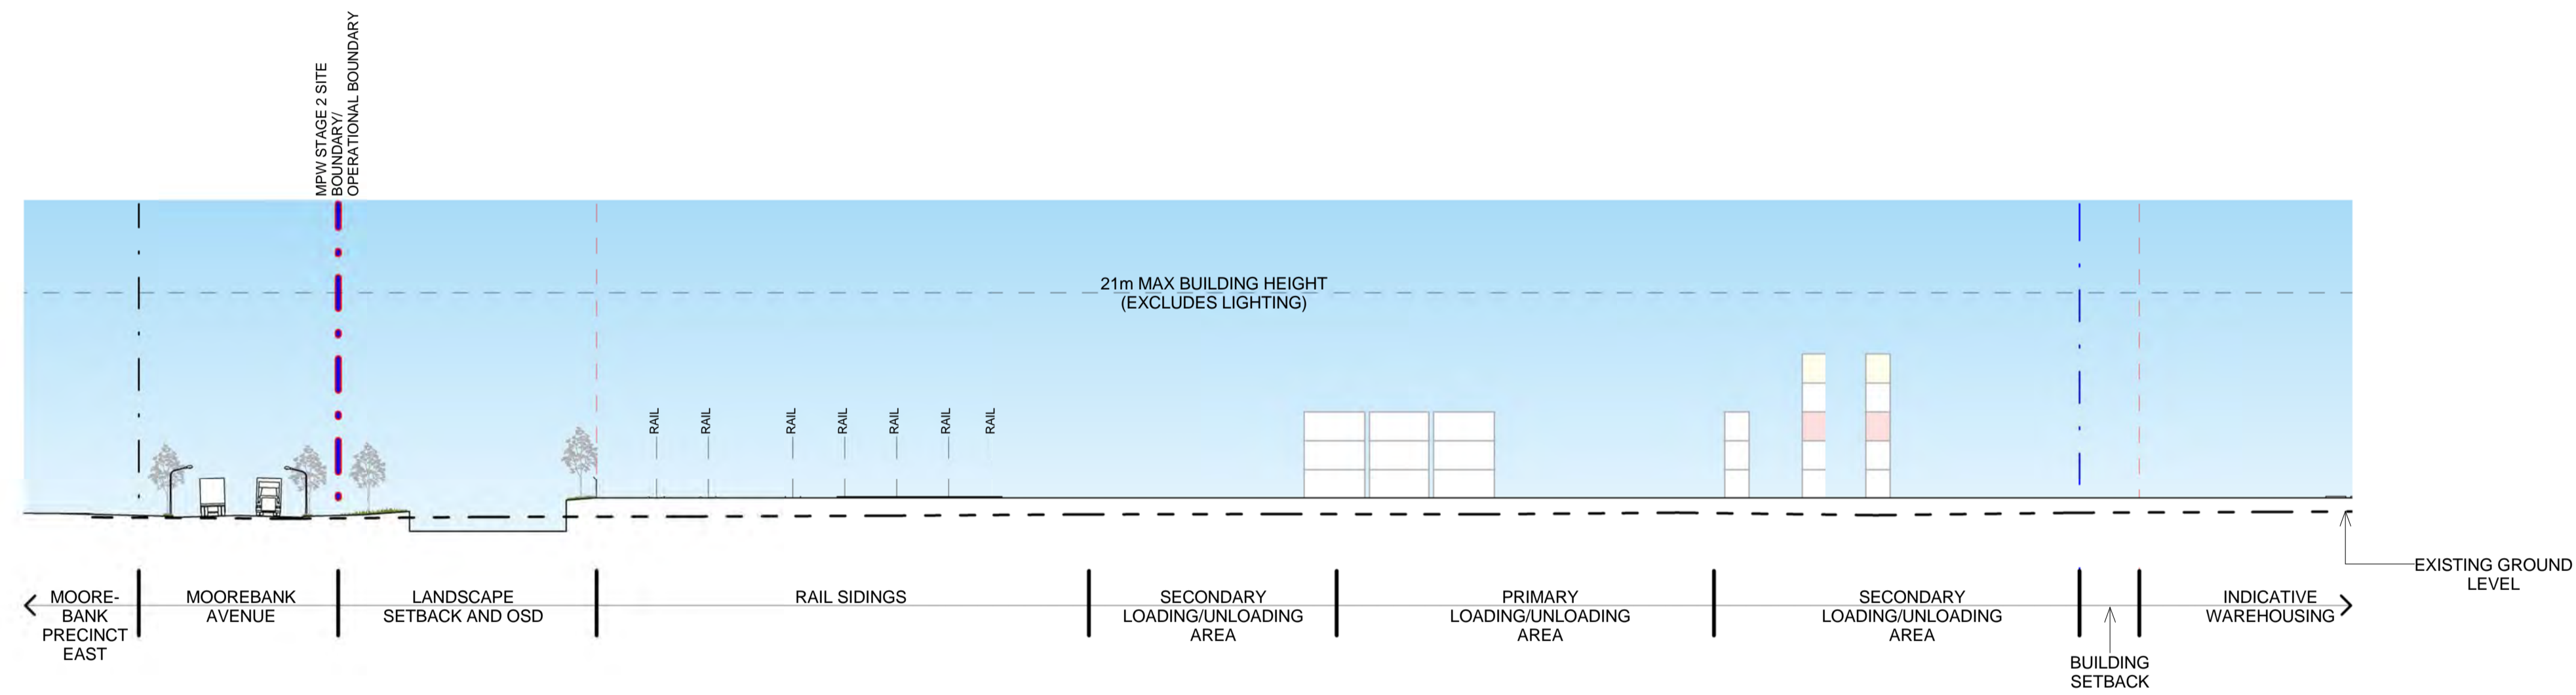 MPW STAGE 2 SITE
BOUNDARY/
OPERATIONAL BOUNDARY
21m MAX BUILDING HEIGHT
(EXCLUDES LIGHTING)
RAIL
RAIL
RAIL
RAIL
RAIL
RAIL
RAIL
EXISTING GROUND
LEVEL
MOORE-
BANK
PRECINCT
EAST
MOOREBANK
AVENUE
LANDSCAPE
SETBACK AND OSD
RAIL SIDINGS
SECONDARY
LOADING/UNLOADING
AREA
PRIMARY
LOADING/UNLOADING
AREA
SECONDARY
LOADING/UNLOADING
AREA
BUILDING
SETBACK
INDICATIVE
WAREHOUSING